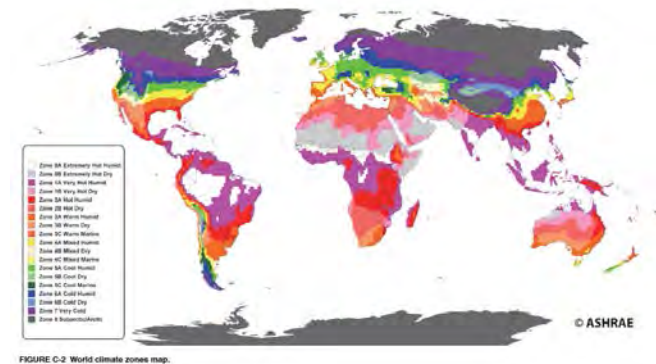 Zone 0A Extremely Hot Humid
Zone 0B Extremely Hot Dry
Zone 1A Very Hot Humid
Zone 1B Very Hot Dry
Zone 2A Hot Humid
Zone 2B Hot Dry
Zone 3A Warm Humid
Zone 3B Warm Dry
Zone 3C Warm Marine
Zone 4A Mixed Humid
Zone 4B Mixed Dry
Zone 4C Mixed Marine
Zone 5A Cool Humid
Zone 5B Cool Dry
Zone 5C Cool Marine
Zone 6A Cold Humid
Zone 6B Cold Dry
Zone 7 Very Cold
Zone 8 Subarctic/Arctic
© ASHRAE
FIGURE C-2 World climate zones map.